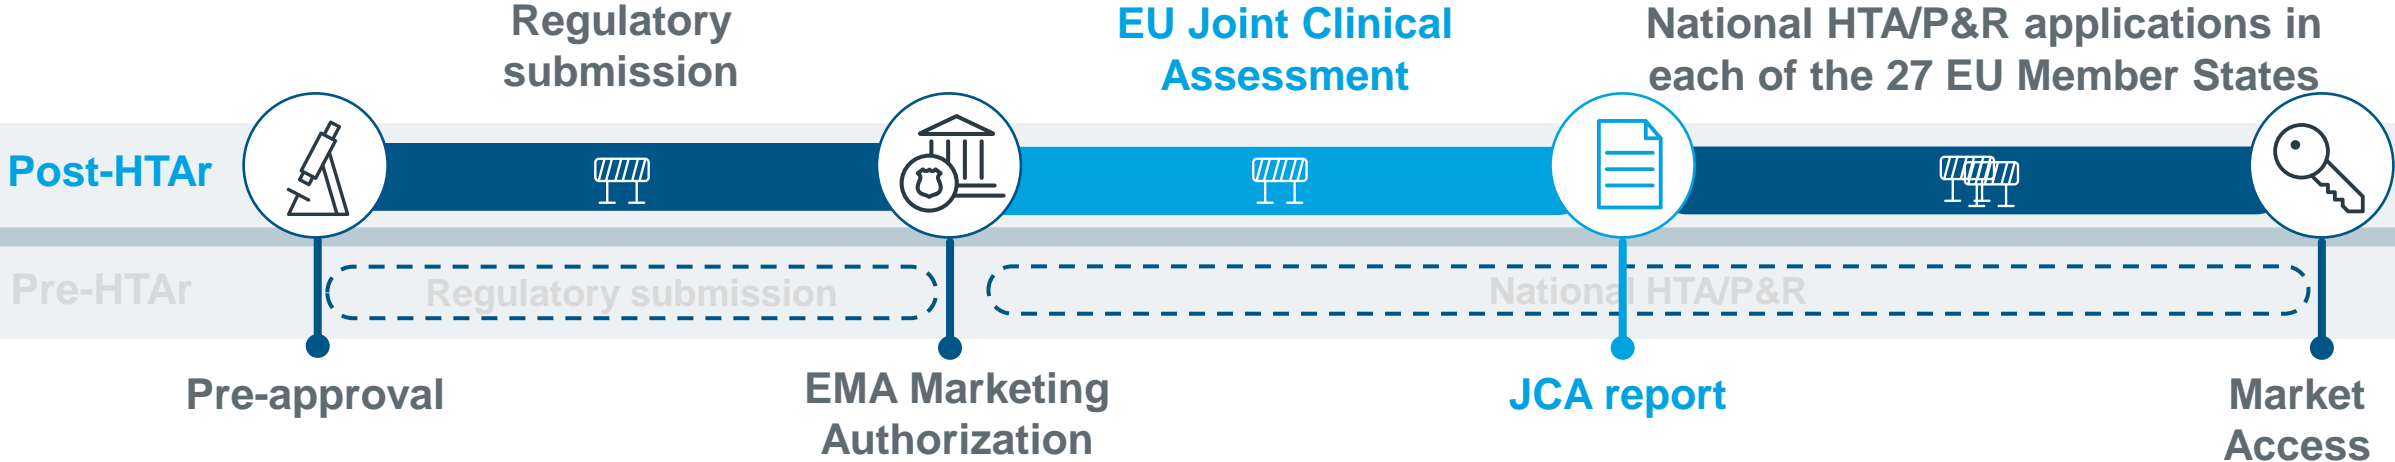 Regulatory
submission
EU Joint Clinical
Assessment
National HTA/P&R applications in
each of the 27 EU Member States
Post-HTAr
Pre-HTAr
Regulatory submission
National HTA/P&R
Pre-approval
EMA Marketing
Authorization
JCA report
Market
Access